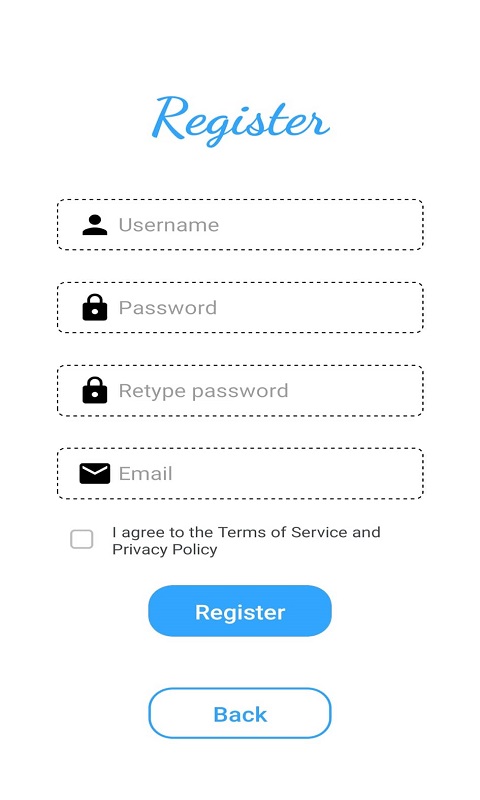 Register
Username
Password
Retype password
Email
I agree to the Terms of Service and
Privacy Policy
Register
Back